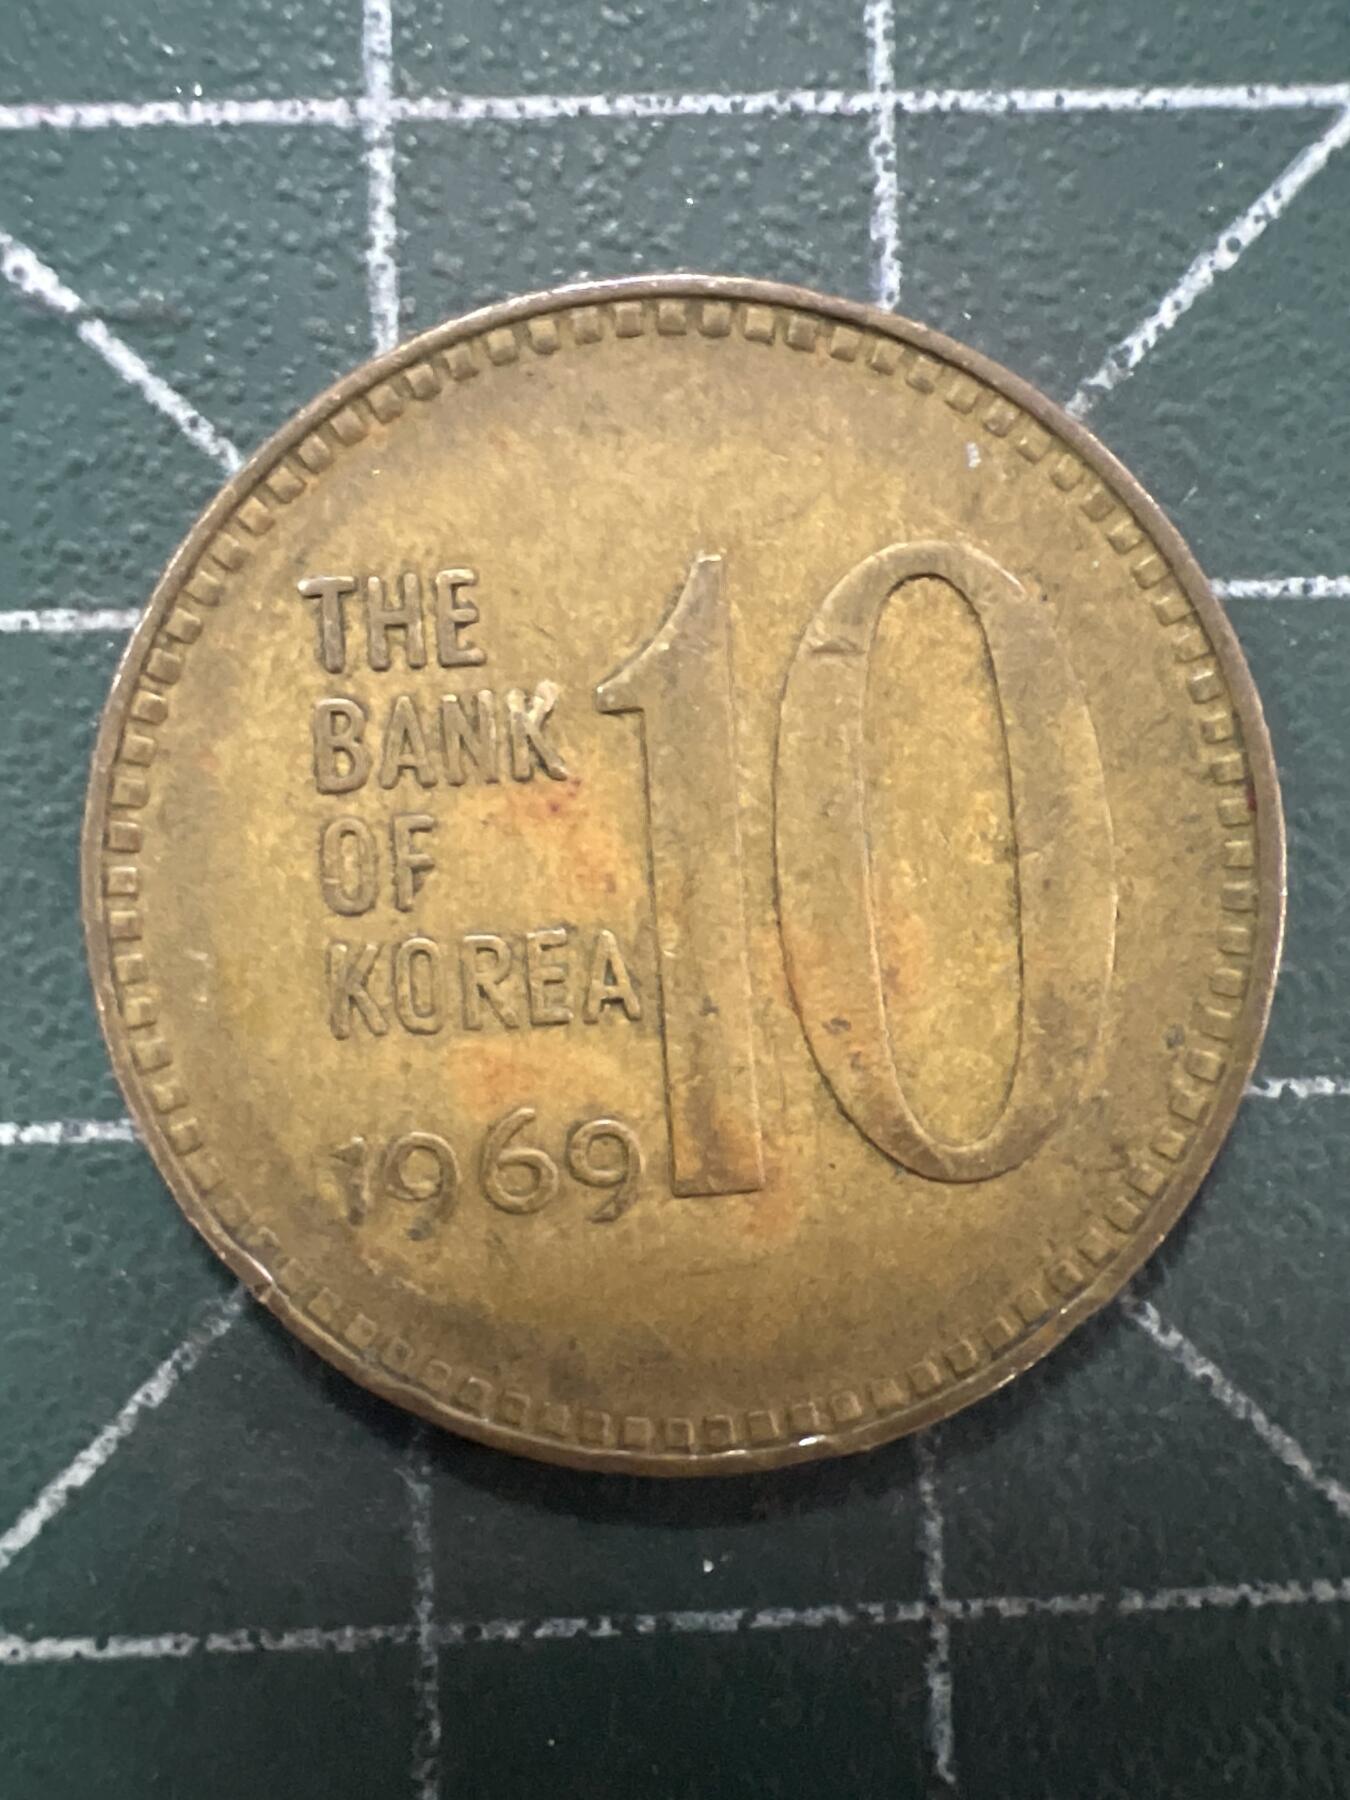 THE
BANK
OF
KOREA
1969
10